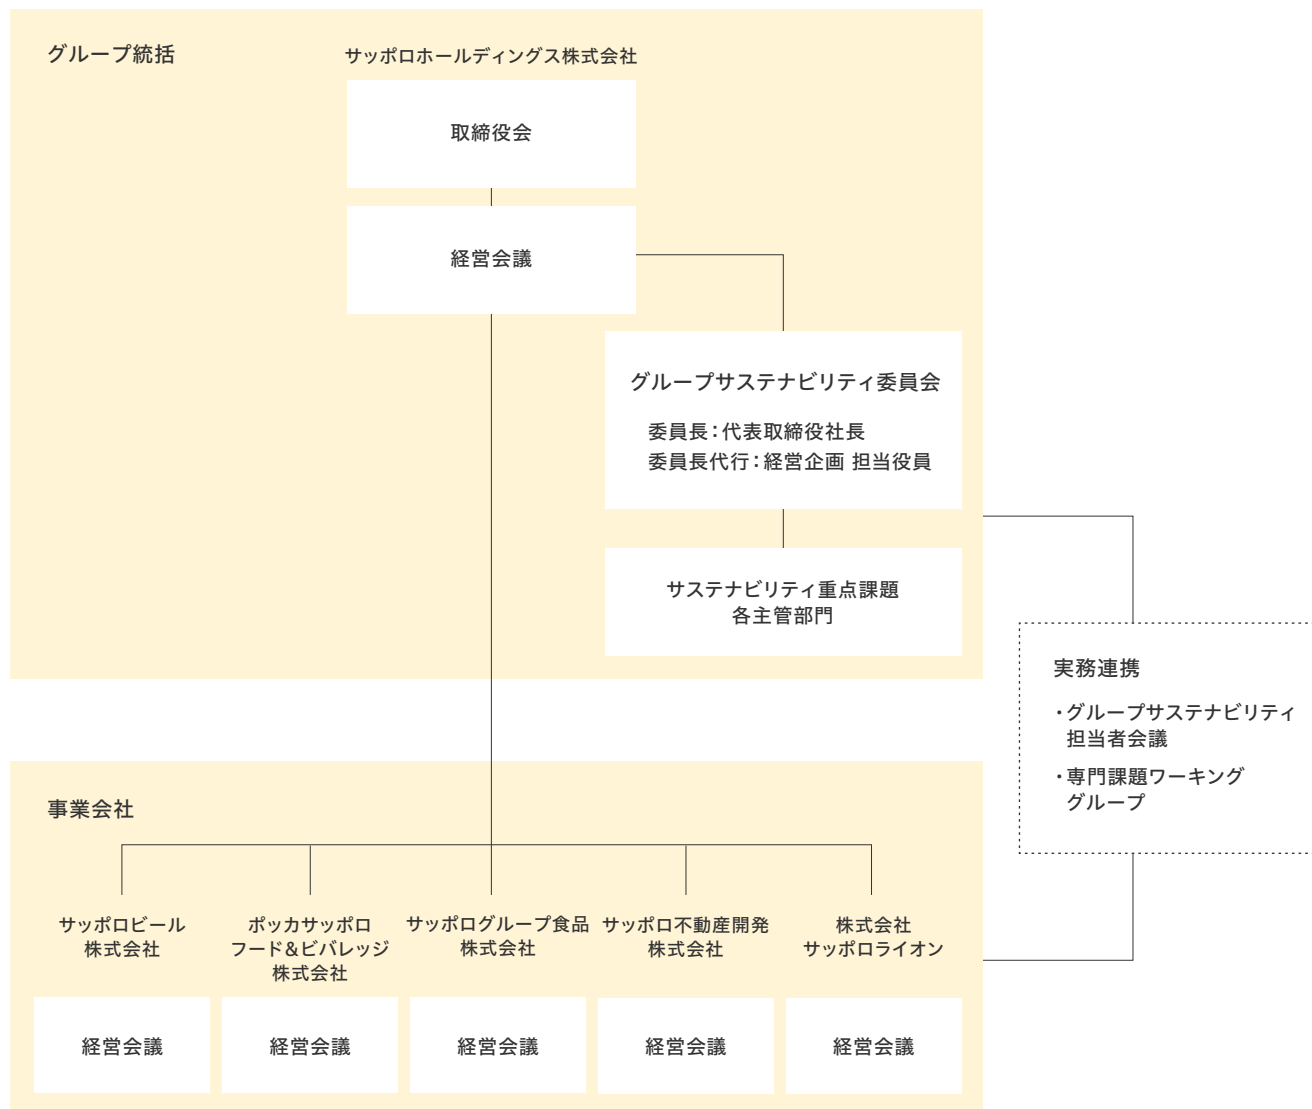 グループ統括
サッポロホールディングス株式会社
取締役会
経営会議
グループサステナビリティ委員会
委員長：代表取締役社長
委員長代行：経営企画 担当役員
サステナビリティ重点課題
各主管部門
実務連携
・グループサステナビリティ
担当者会議
・専門課題ワーキング
グループ
事業会社
サッポロビール
株式会社
ポッカサッポロ
フード&ビバレッジ
株式会社
サッポログループ食品
株式会社
サッポロ不動産開発
株式会社
株式会社
サッポロライオン
経営会議
経営会議
経営会議
経営会議
経営会議